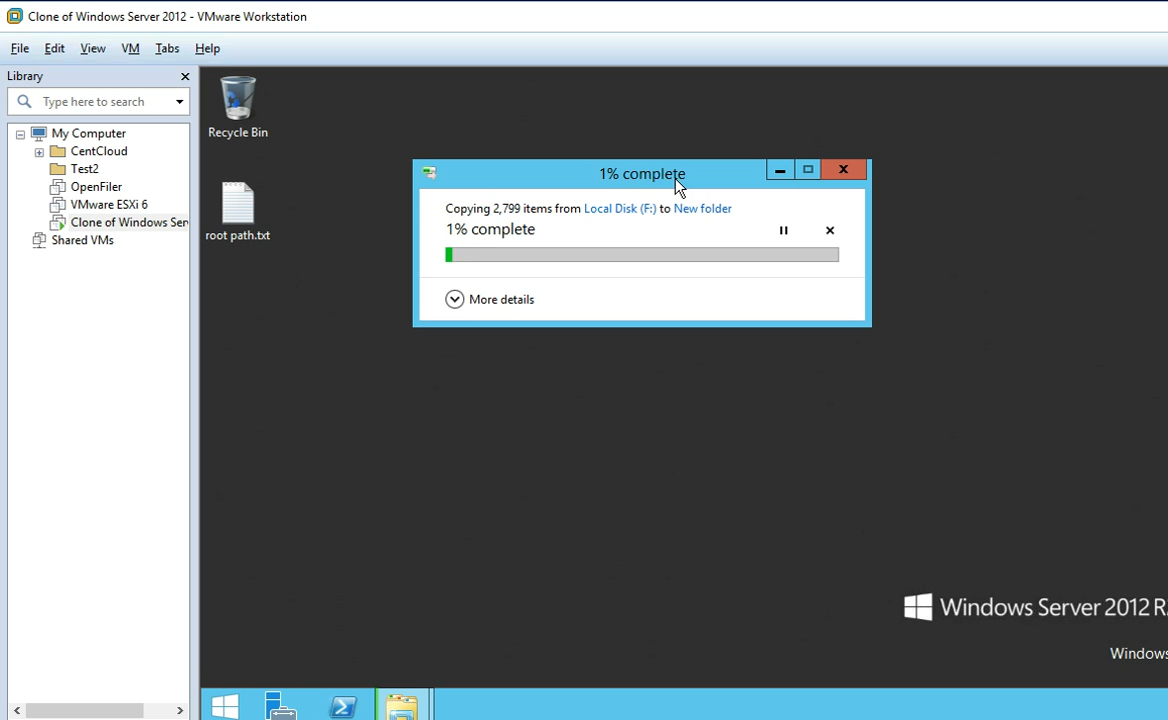 Clone of Windows Server 2012 - VMware Workstation
File Edit View VM Tabs Help
Library
Type here to search
My Computer
CentCloud
Test2
OpenFiler
VMware ESXi 6
Clone of Windows Ser
Shared VMs
Recycle Bin
root path.txt
1% complete
Copying 2,799 items from Local Disk (F:) to New folder
1% complete
More details
Windows Server 2012 R
Windows